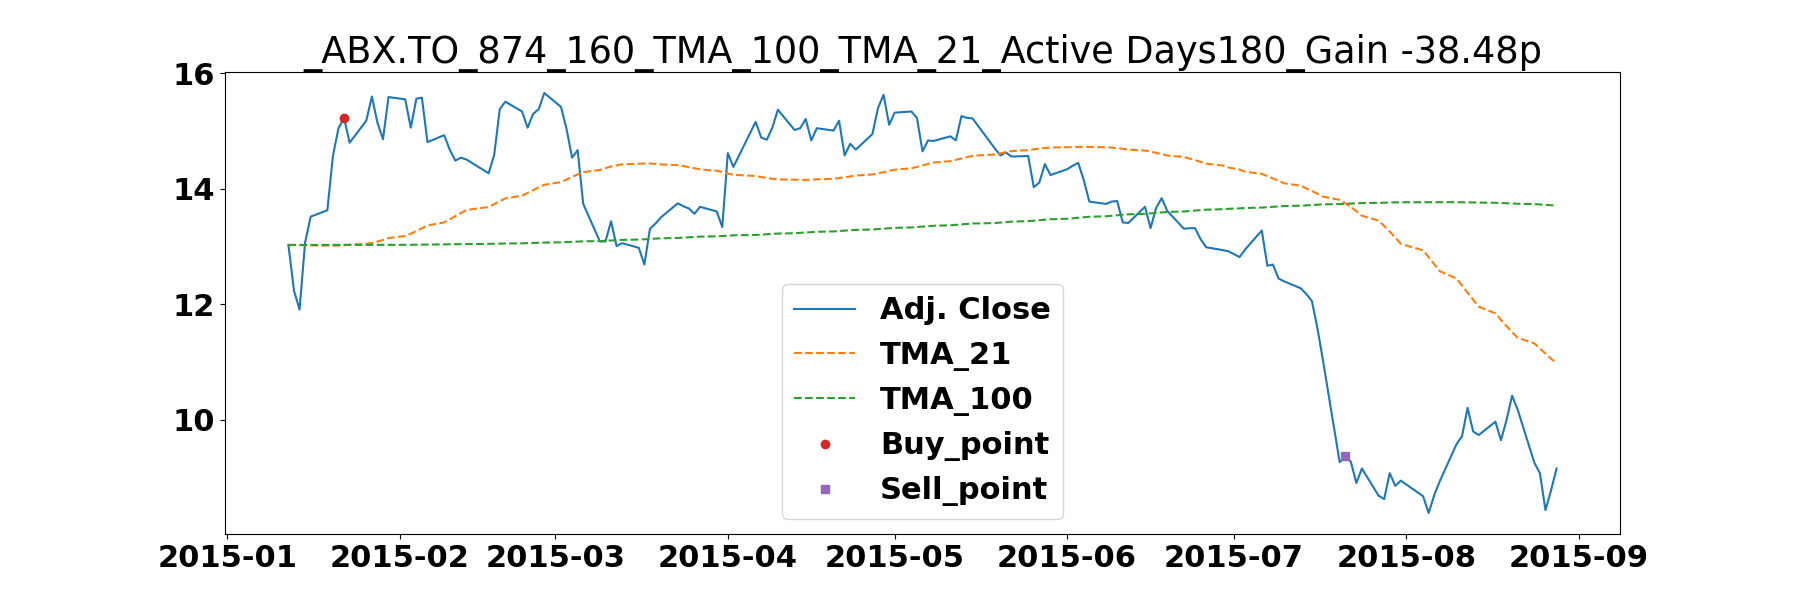 _ABX.TO_874_160_TMA_100_TMA_21_Active Days180_Gain -38.48p
16
14
12
10
Adj. Close
TMA_21
TMA_100
Buy_point
Sell_point
2015-01 2015-02 2015-03 2015-04 2015-05 2015-06 2015-07 2015-08 2015-09